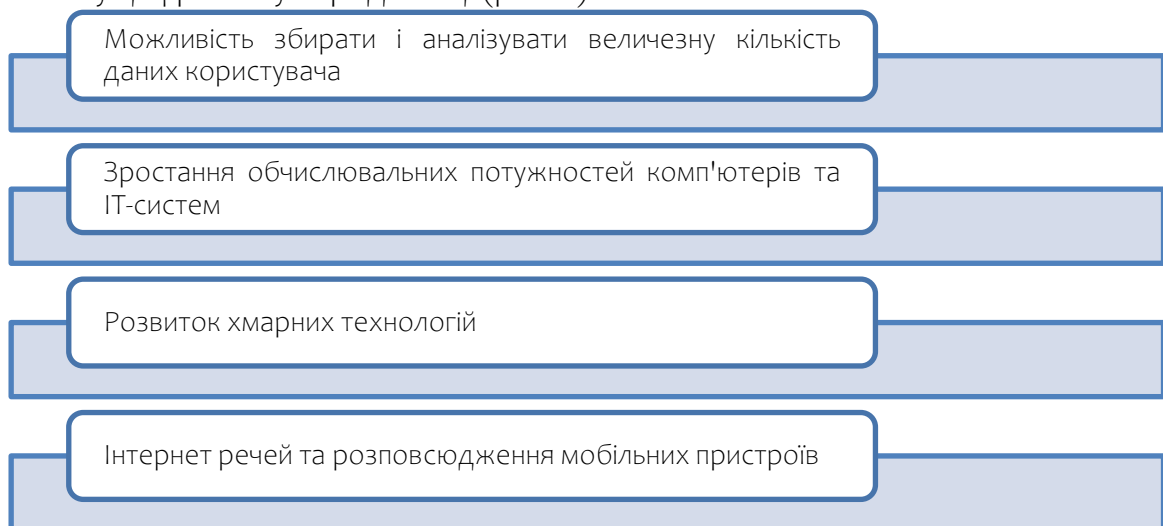 Можливість збирати і аналізувати величезну кількість
даних користувача
Зростання обчислювальних потужностей комп'ютерів та
ІТ-систем
Розвиток хмарних технологій
Інтернет речей та розповсюдження мобільних пристроїв